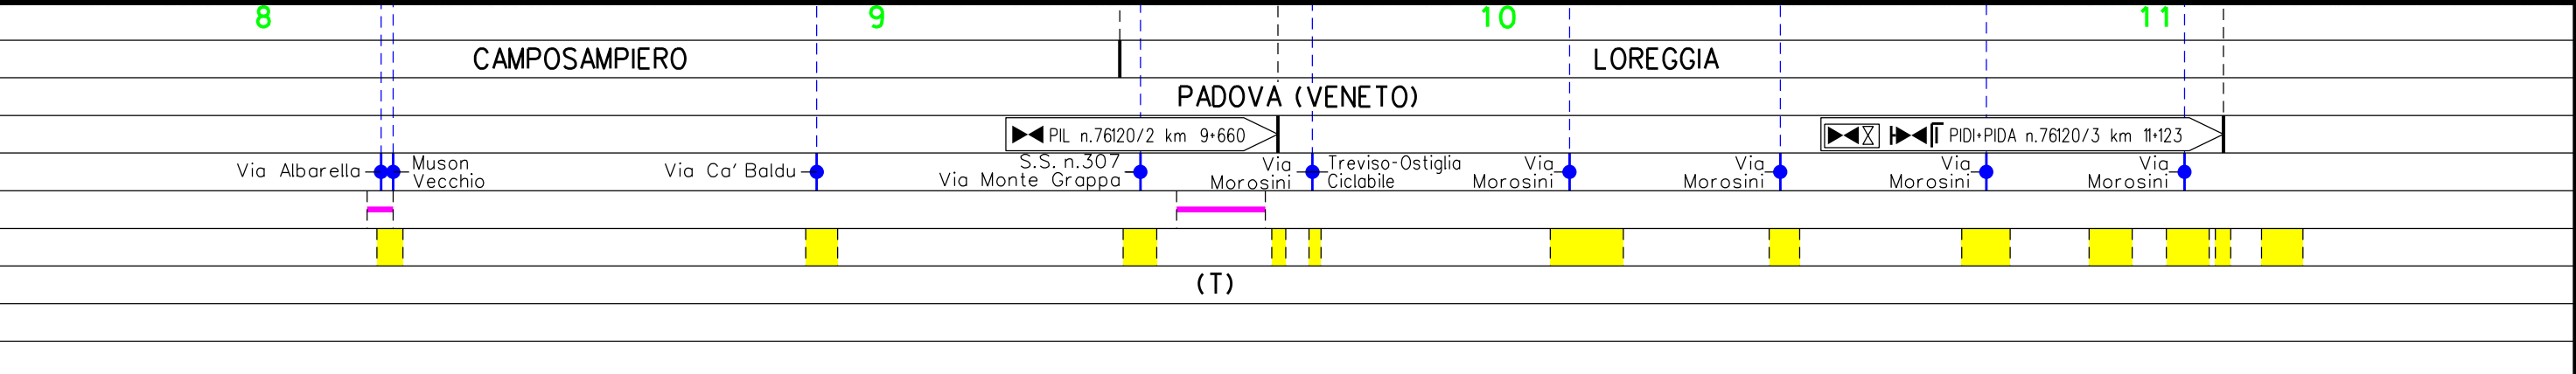 8 9 10 11
CAMPOSAMPIERO LOREGGIA
PADOVA (VENETO)
PIL n.76120/2 km 9+660 PIDI+PIDA n.76120/3 km 11+123
Via Albarella
Muson
Vecchio
Via Ca' Baldu
S.S. n.307
Via Monte Grappa
Via
Morosini
Treviso-Ostiglia
Ciclabile
Via
Morosini
Via
Morosini
Via
Morosini
Via
Morosini
(T)